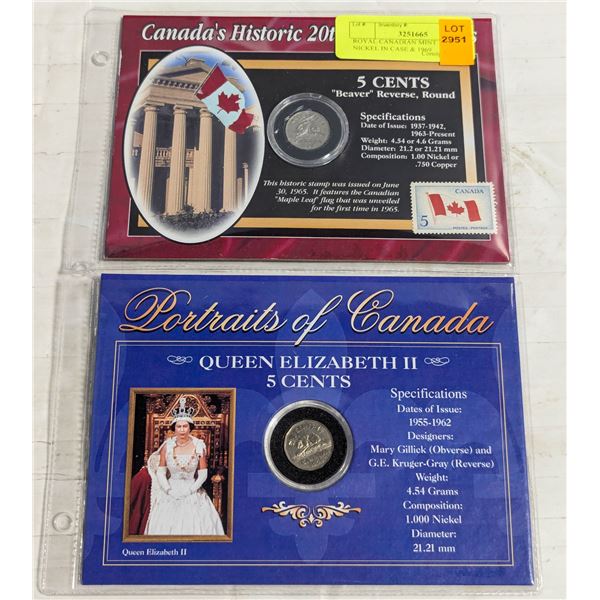 Canada's Historic 20t
Lot #: Inventory #:
3251665
ROYAL CANADIAN MINT
NICKEL IN CASE & 1969
LOT
2951
5 CENTS
"Beaver" Reverse, Round
Specifications
Date of Issue: 1937-1942,
1963-Present
Weight: 4.54 or 4.6 Grams
Diameter: 21.2 or 21.21 mm
Composition: 1.00 Nickel or
.750 Copper
This historic stamp was issued on June
30, 1965. It features the Canadian
"Maple Leaf" flag that was unveiled
for the first time in 1965.
CANADA
5
POSTES-POSTAGE
Portraits of Canada
QUEEN ELIZABETH II
5 CENTS
Specifications
Dates of Issue:
1955-1962
Designers:
Mary Gillick (Obverse) and
G.E. Kruger-Gray (Reverse)
Weight:
4.54 Grams
Composition:
1.000 Nickel
Diameter:
21.21 mm
Queen Elizabeth II